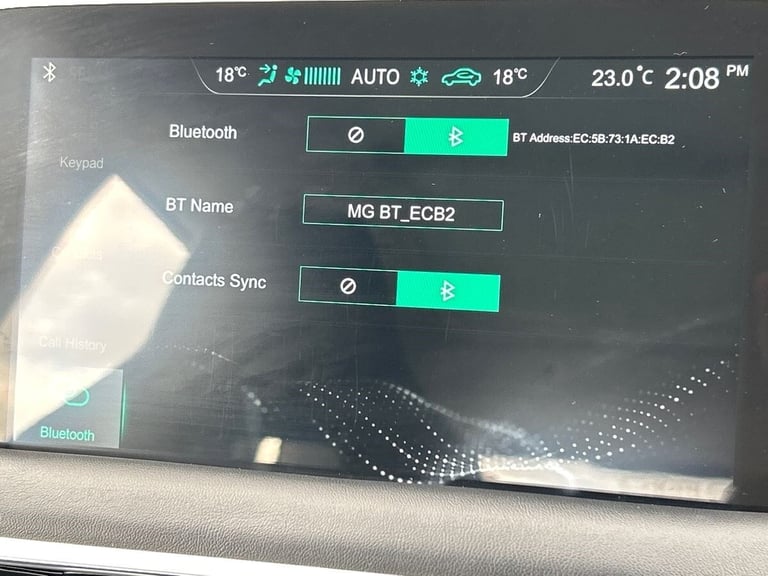 18°C AUTO 18°C 23.0°C 2:08 PM
Bluetooth BT Address:EC:5B:73:1A:EC:B2
Keypad
BT Name MG BT_ECB2
Contacts
Contacts Sync
Call History
Bluetooth